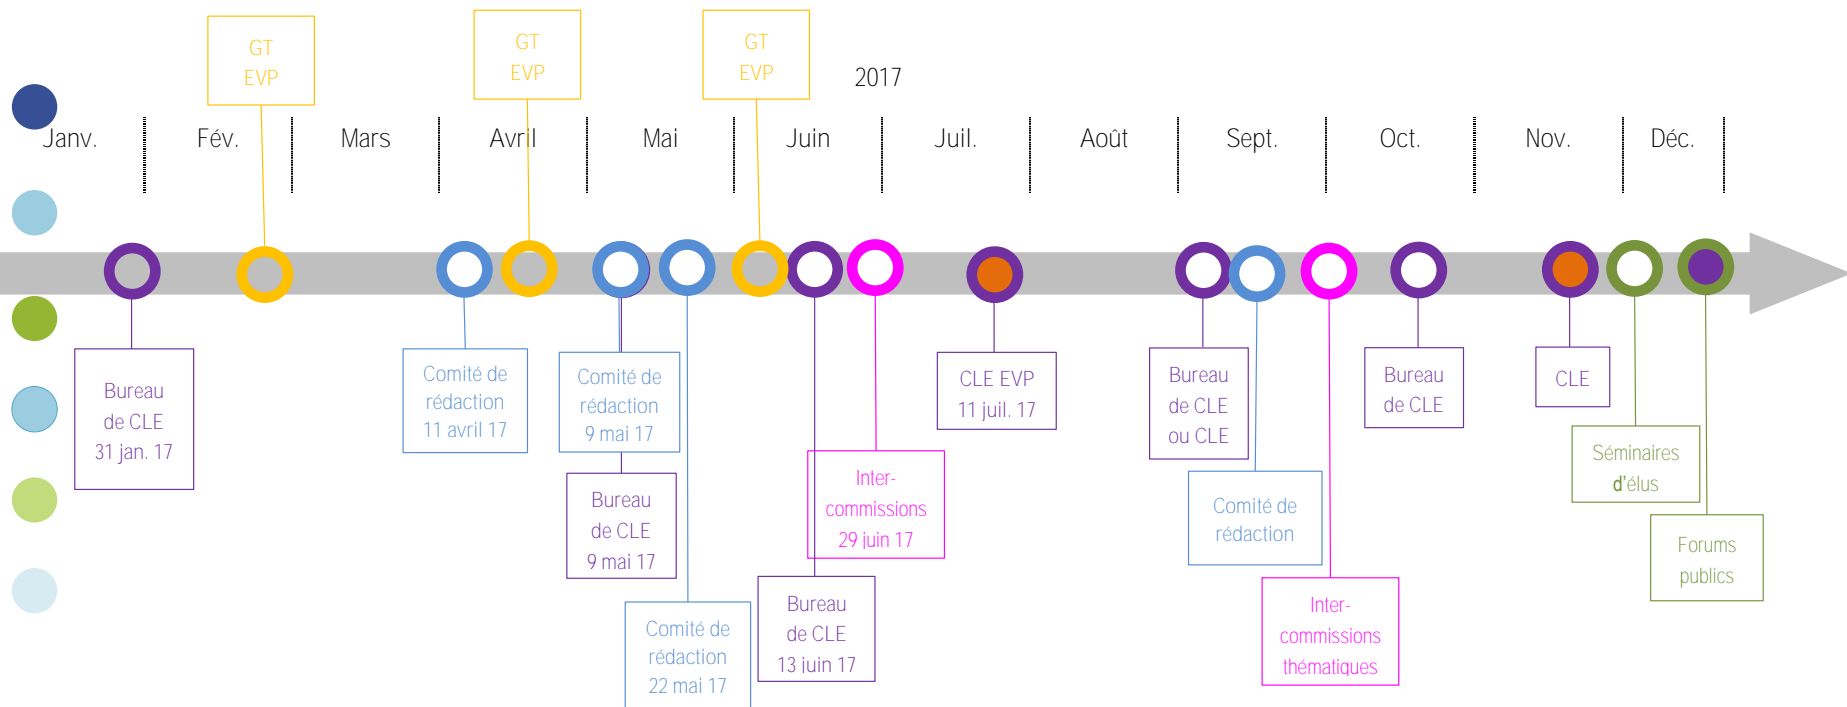 GT
EVP
GT
EVP
GT
EVP
2017
Janv.
Fév.
Mars
Avril
Mai
Juin
Juil.
Août
Sept.
Oct.
Nov.
Déc.
Bureau
de CLE
31 jan. 17
Comité de
rédaction
11 avril 17
Comité de
rédaction
9 mai 17
Bureau
de CLE
9 mai 17
Comité de
rédaction
22 mai 17
Bureau
de CLE
13 juin 17
Inter-
commissions
29 juin 17
CLE EVP
11 juil. 17
Bureau
de CLE
ou CLE
Comité de
rédaction
Inter-
commissions
thématiques
Bureau
de CLE
CLE
Séminaires
d'élus
Forums
publics